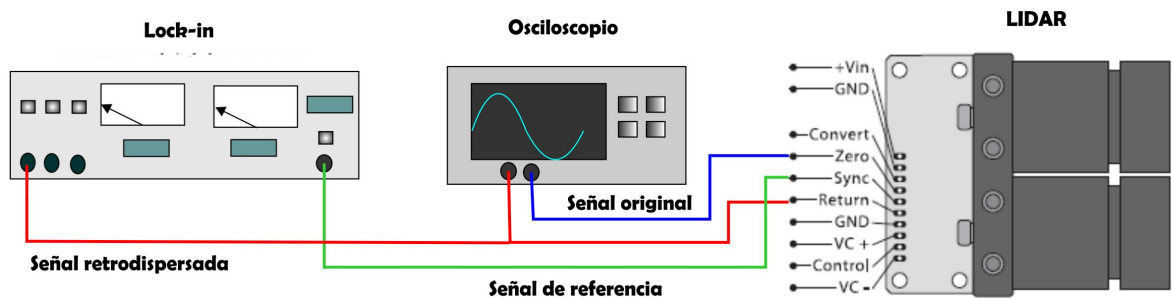 Lock-in
Osciloscopio
LIDAR
+Vin
GND
Convert
Zero
Sync
Return
GND
VC +
Control
VC -
Señal original
Señal retrodispersada
Señal de referencia